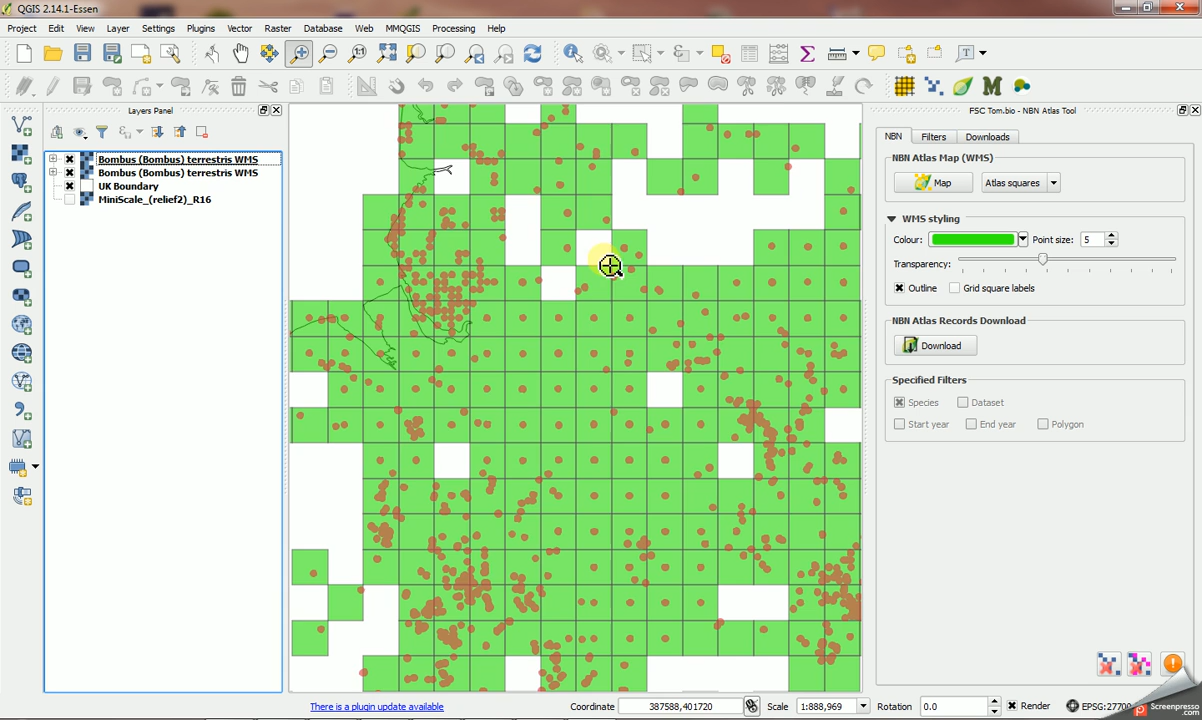 QGIS 2.14.1-Essen
Project Edit View Layer Settings Plugins Vector Raster Database Web MMQGIS Processing Help
Layers Panel
Bombus (Bombus) terrestris WMS
Bombus (Bombus) terrestris WMS
UK Boundary
MiniScale_(relief2)_R16
FSC Tom.bio - NBN Atlas Tool
NBN Filters Downloads
NBN Atlas Map (WMS)
Map Atlas squares
WMS styling
Colour: Point size: 5
Transparency:
Outline Grid square labels
NBN Atlas Records Download
Download
Specified Filters
Species Dataset
Start year End year Polygon
There is a plugin update available Coordinate 387588,401720 Scale 1:888,969 Rotation 0.0 Render EPSG:27700
Screenpresso
.com